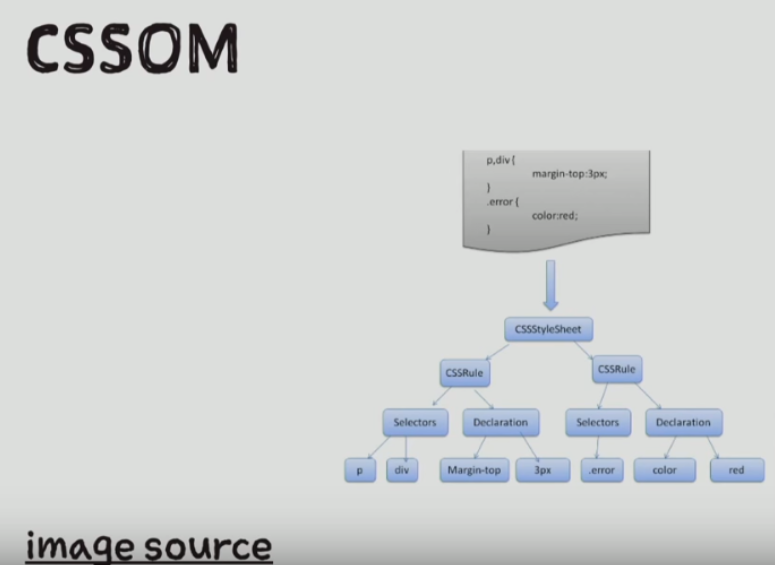 CSSOM
p,div {
margin-top:3px;
}
.error {
color:red;
}
CSSStyleSheet
CSSRule
CSSRule
Selectors
Declaration
Selectors
Declaration
p
div
Margin-top
3px
.error
color
red
image source